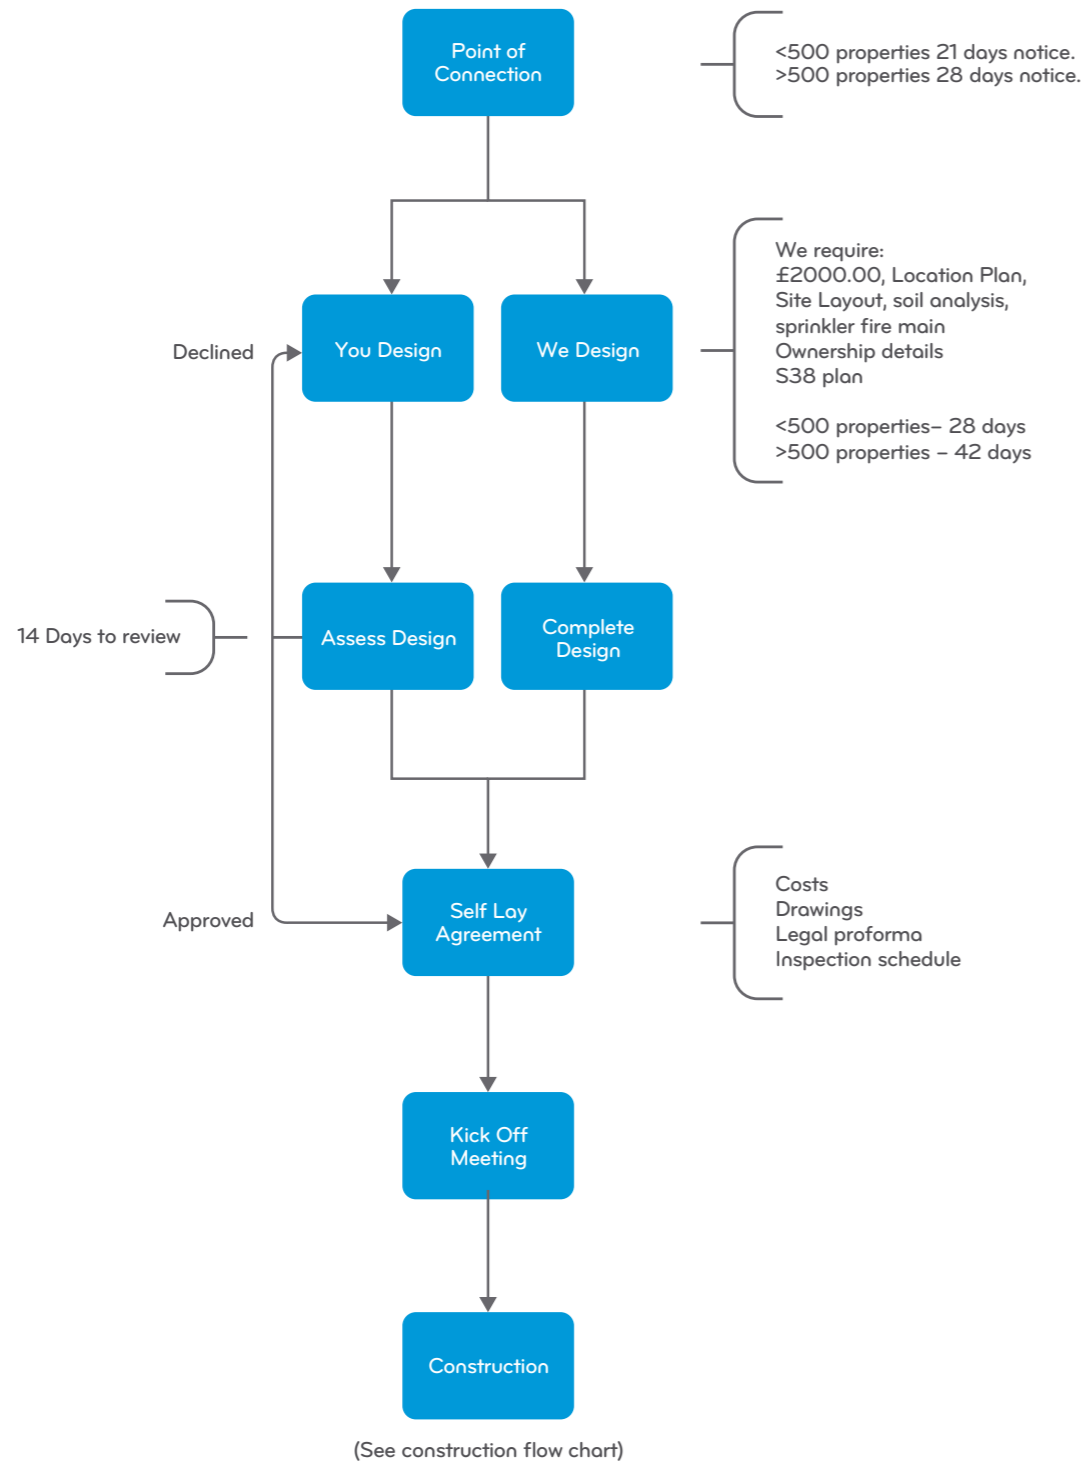 Point of
Connection
<500 properties 21 days notice.
>500 properties 28 days notice.
We require:
£2000.00, Location Plan,
Site Layout, soil analysis,
sprinkler fire main
Ownership details
S38 plan
<500 properties– 28 days
>500 properties – 42 days
Declined
You Design
We Design
14 Days to review
Assess Design
Complete
Design
Approved
Self Lay
Agreement
Costs
Drawings
Legal proforma
Inspection schedule
Kick Off
Meeting
Construction
(See construction flow chart)